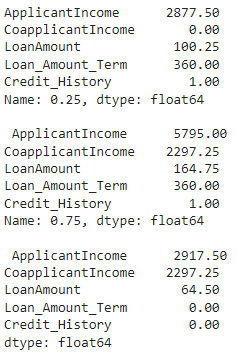 ApplicantIncome 2877.50
CoapplicantIncome 0.00
LoanAmount 100.25
Loan_Amount_Term 360.00
Credit_History 1.00
Name: 0.25, dtype: float64
ApplicantIncome 5795.00
CoapplicantIncome 2297.25
LoanAmount 164.75
Loan_Amount_Term 360.00
Credit_History 1.00
Name: 0.75, dtype: float64
ApplicantIncome 2917.50
CoapplicantIncome 2297.25
LoanAmount 64.50
Loan_Amount_Term 0.00
Credit_History 0.00
dtype: float64